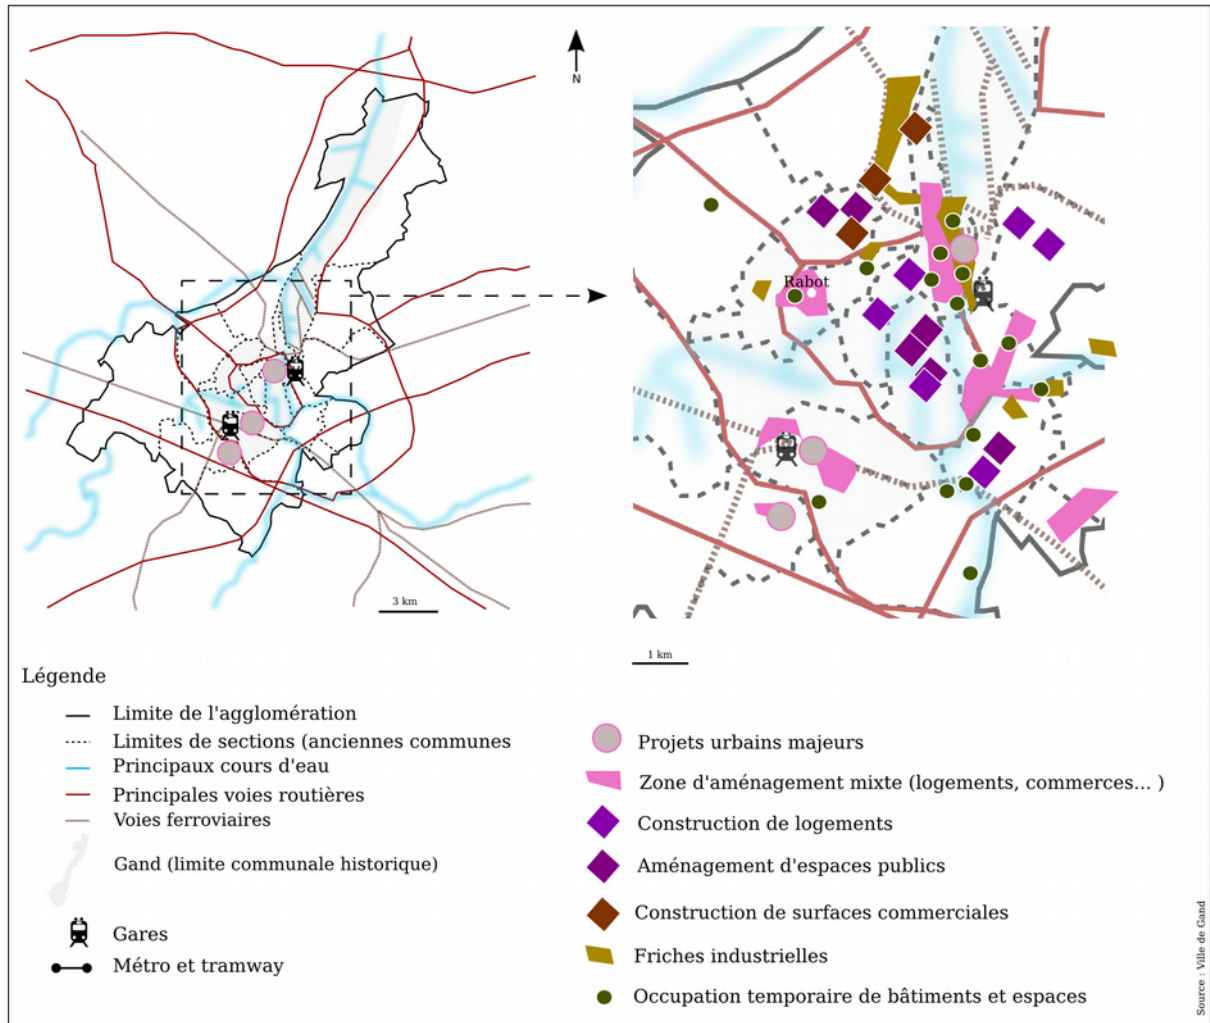 N
Rabot
3 km
1 km
Légende
Limite de l'agglomération
Limites de sections (anciennes communes
Principaux cours d'eau
Principales voies routières
Voies ferroviaires
Gand (limite communale historique)
Gares
Métro et tramway
Projets urbains majeurs
Zone d'aménagement mixte (logements, commerces... )
Construction de logements
Aménagement d'espaces publics
Construction de surfaces commerciales
Friches industrielles
Occupation temporaire de bâtiments et espaces
Source : Ville de Gand